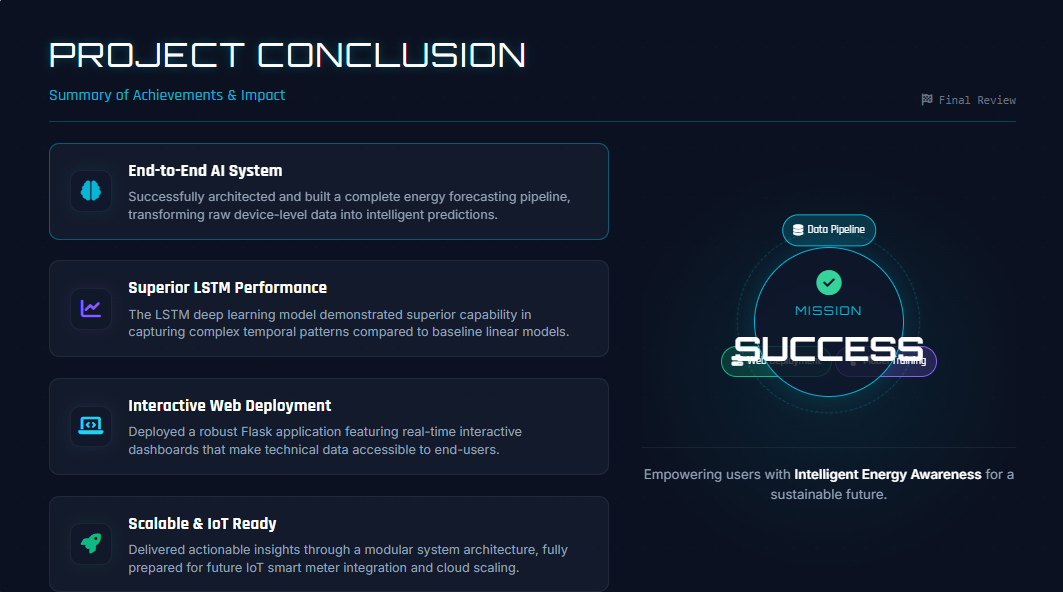 PROJECT CONCLUSION
Summary of Achievements & Impact
Final Review
End-to-End AI System
Successfully architected and built a complete energy forecasting pipeline,
transforming raw device-level data into intelligent predictions.
Superior LSTM Performance
The LSTM deep learning model demonstrated superior capability in
capturing complex temporal patterns compared to baseline linear models.
Interactive Web Deployment
Deployed a robust Flask application featuring real-time interactive
dashboards that make technical data accessible to end-users.
Scalable & IoT Ready
Delivered actionable insights through a modular system architecture, fully
prepared for future IoT smart meter integration and cloud scaling.
Data Pipeline
MISSION
SUCCESS
Web
Training
Empowering users with Intelligent Energy Awareness for a
sustainable future.